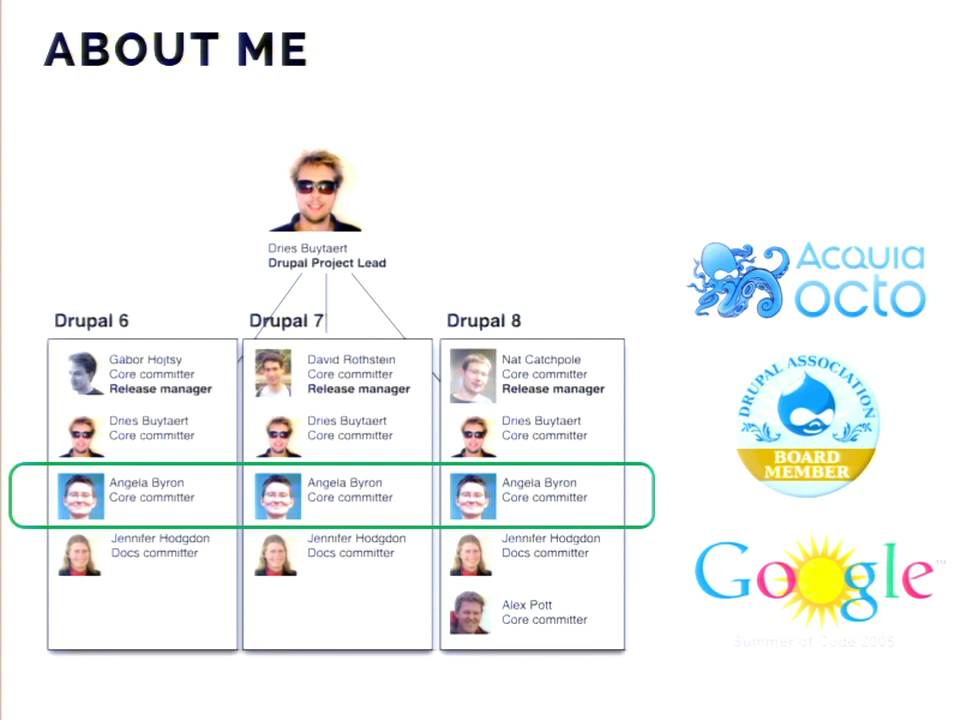 ABOUT ME
Dries Buytaert
Drupal Project Lead
Drupal 6
Gábor Hojtsy
Core committer
Release manager
Dries Buytaert
Core committer
Angela Byron
Core committer
Jennifer Hodgdon
Docs committer
Drupal 7
David Rothstein
Core committer
Release manager
Dries Buytaert
Core committer
Angela Byron
Core committer
Jennifer Hodgdon
Docs committer
Drupal 8
Nat Catchpole
Core committer
Release manager
Dries Buytaert
Core committer
Angela Byron
Core committer
Jennifer Hodgdon
Docs committer
Alex Pott
Core committer
ACQUIA
OCTO
DRUPAL ASSOCIATION
BOARD
MEMBER
Google™
Summer of Code 2005